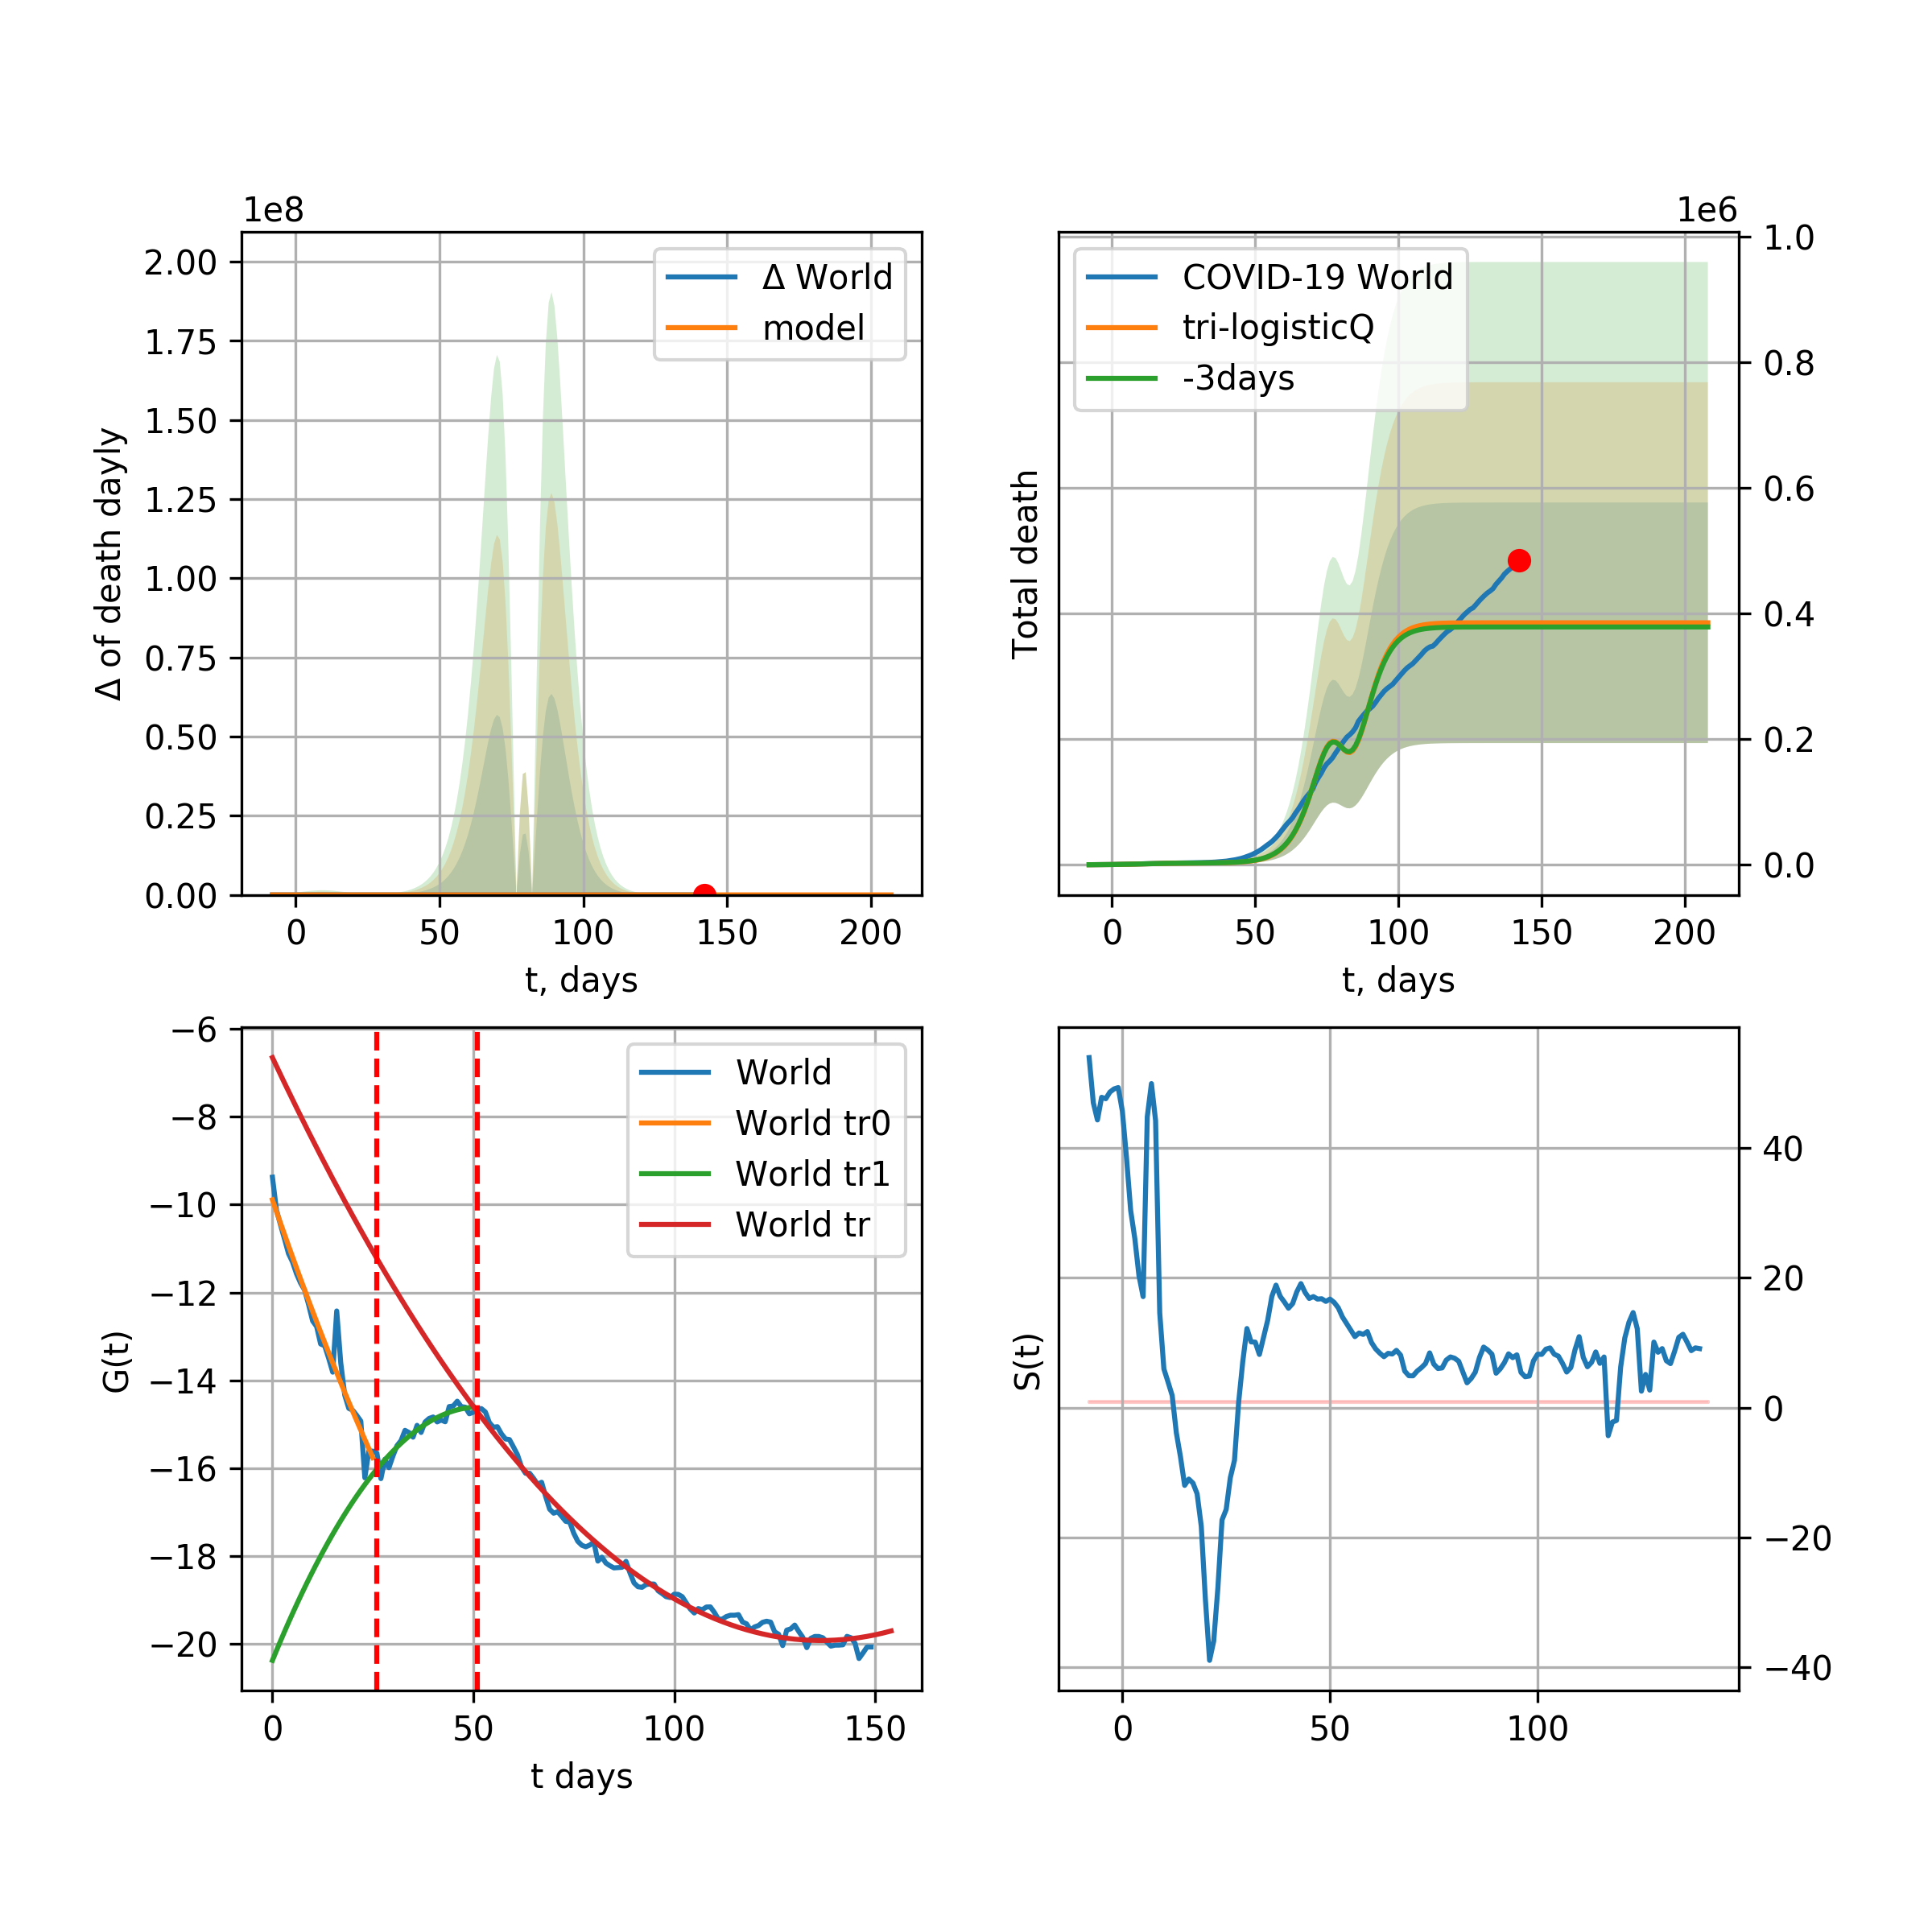 1e8
2.00
1.75
1.50
1.25
1.00
0.75
0.50
0.25
0.00
Δ of death dayly
Δ World
model
0 50 100 150 200
t, days
1e6
1.0
0.8
0.6
0.4
0.2
0.0
Total death
COVID-19 World
tri-logisticQ
-3days
0 50 100 150 200
t, days
−6
−8
−10
−12
−14
−16
−18
−20
G(t)
World
World tr0
World tr1
World tr
0 50 100 150
t days
40
20
0
−20
−40
S(t)
0 50 100